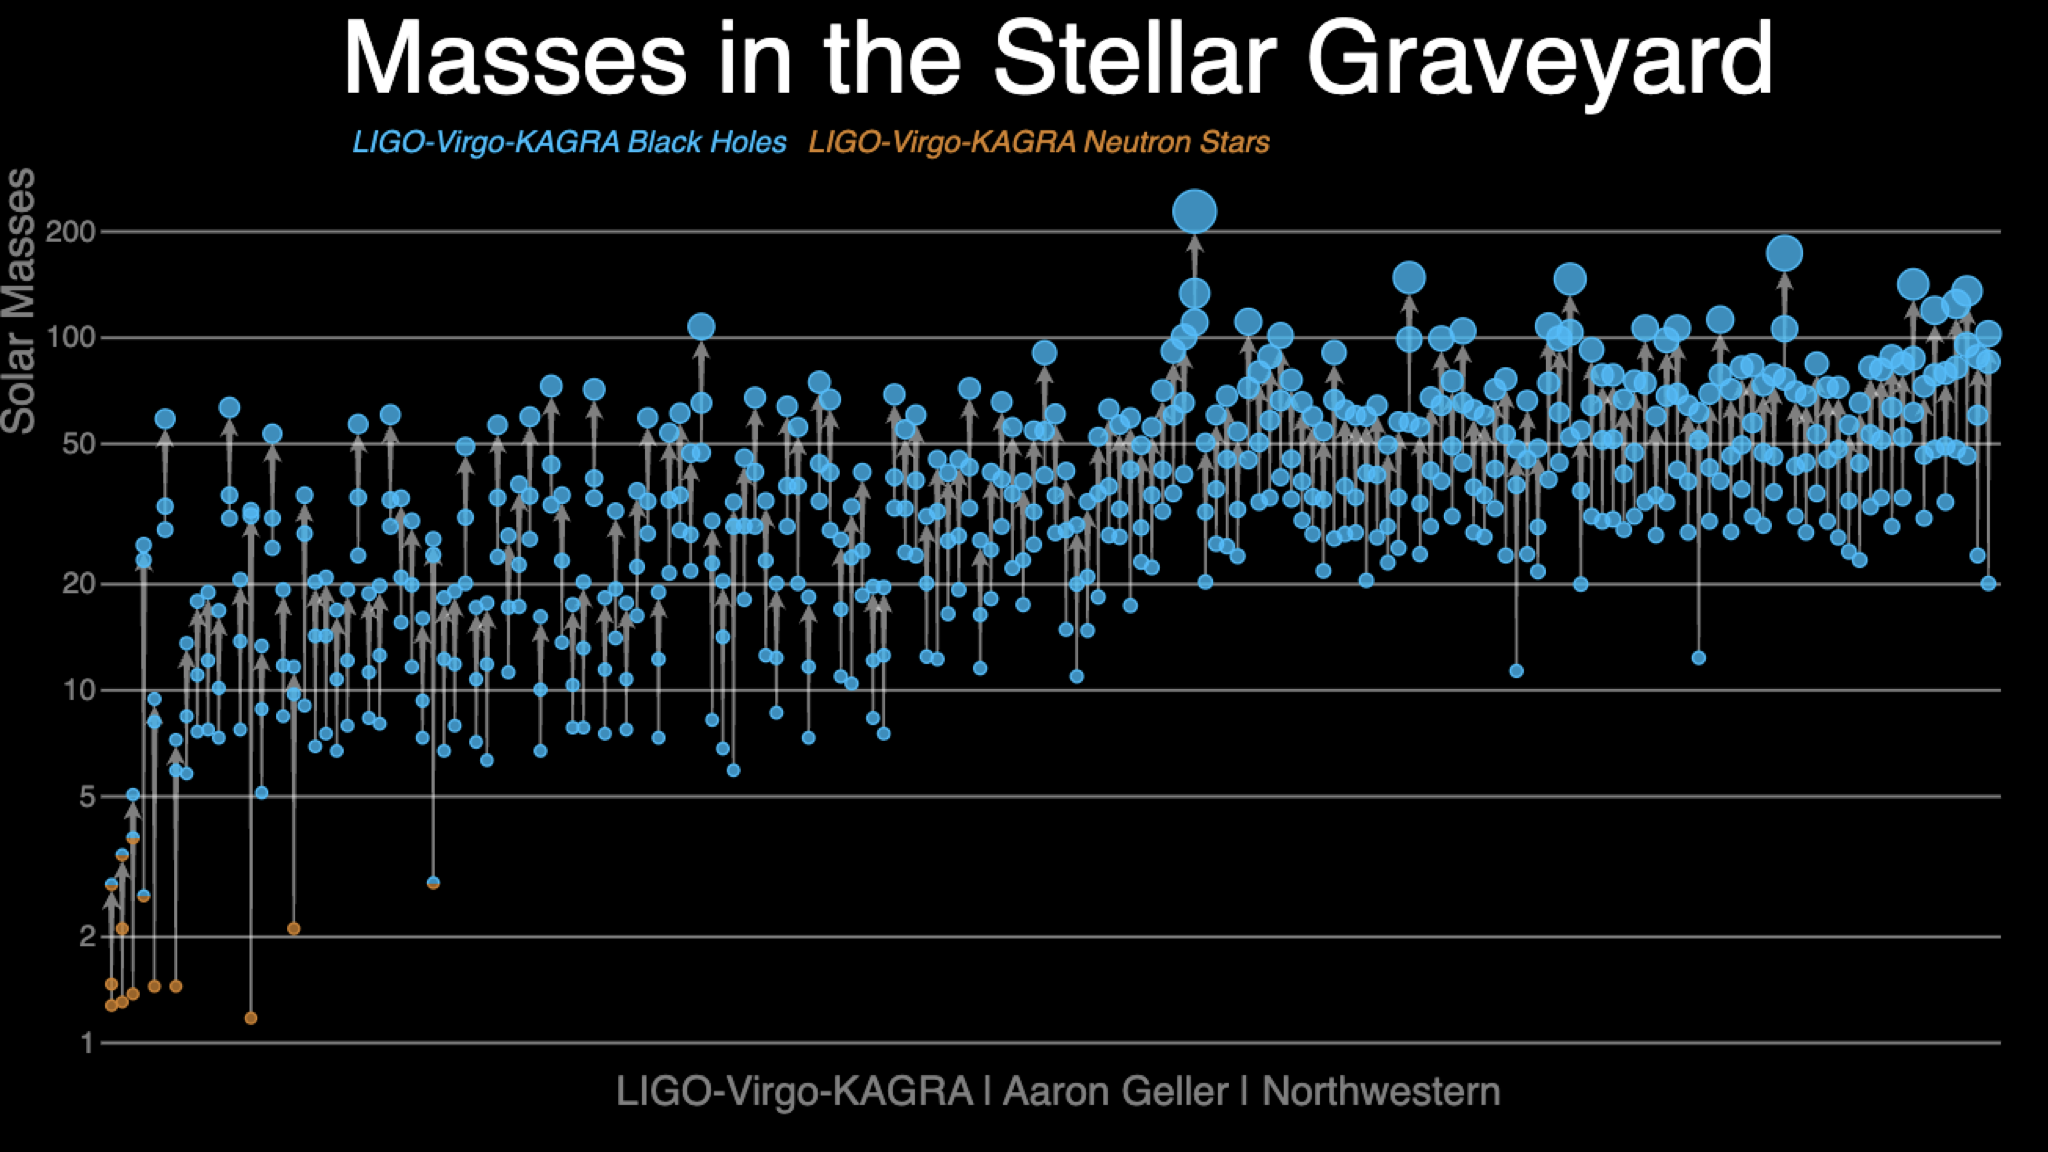 Masses in the Stellar Graveyard
LIGO-Virgo-KAGRA Black Holes LIGO-Virgo-KAGRA Neutron Stars
Solar Masses
200
100
50
20
10
5
2
1
LIGO-Virgo-KAGRA | Aaron Geller | Northwestern